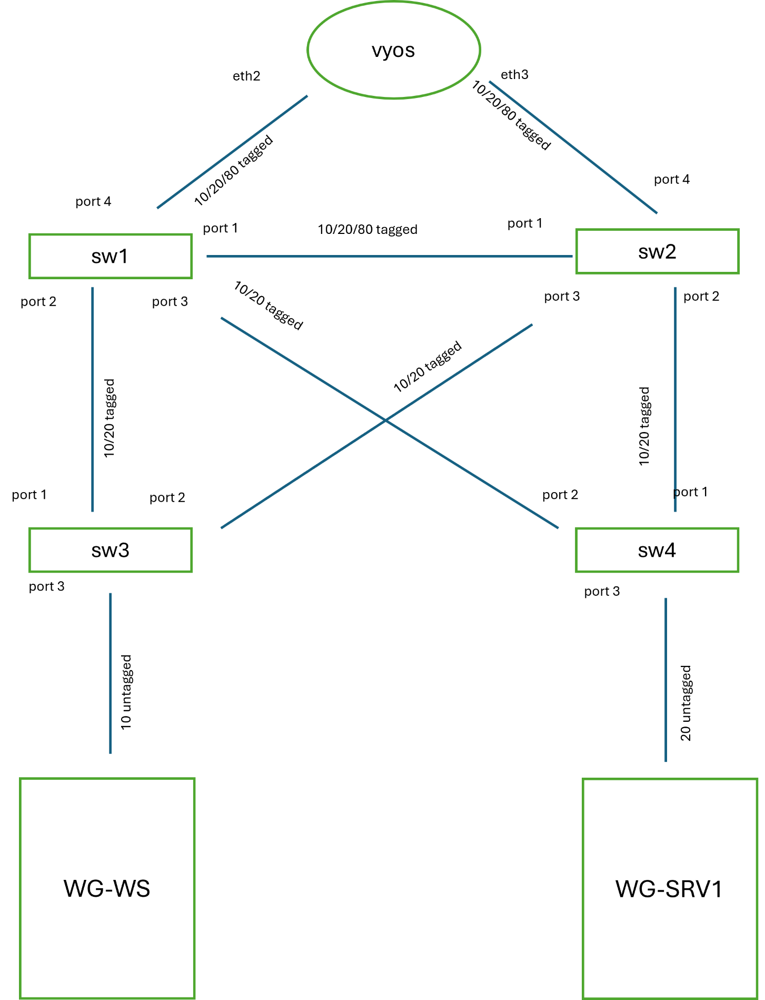 vyos
eth2
eth3
10/20/80 tagged
10/20/80 tagged
port 4
port 4
port 1
10/20/80 tagged
port 1
sw1
sw2
port 2
port 3
10/20 tagged
port 3
port 2
10/20 tagged
10/20 tagged
10/20 tagged
port 1
port 2
port 2
port 1
sw3
sw4
port 3
port 3
10 untagged
20 untagged
WG-WS
WG-SRV1